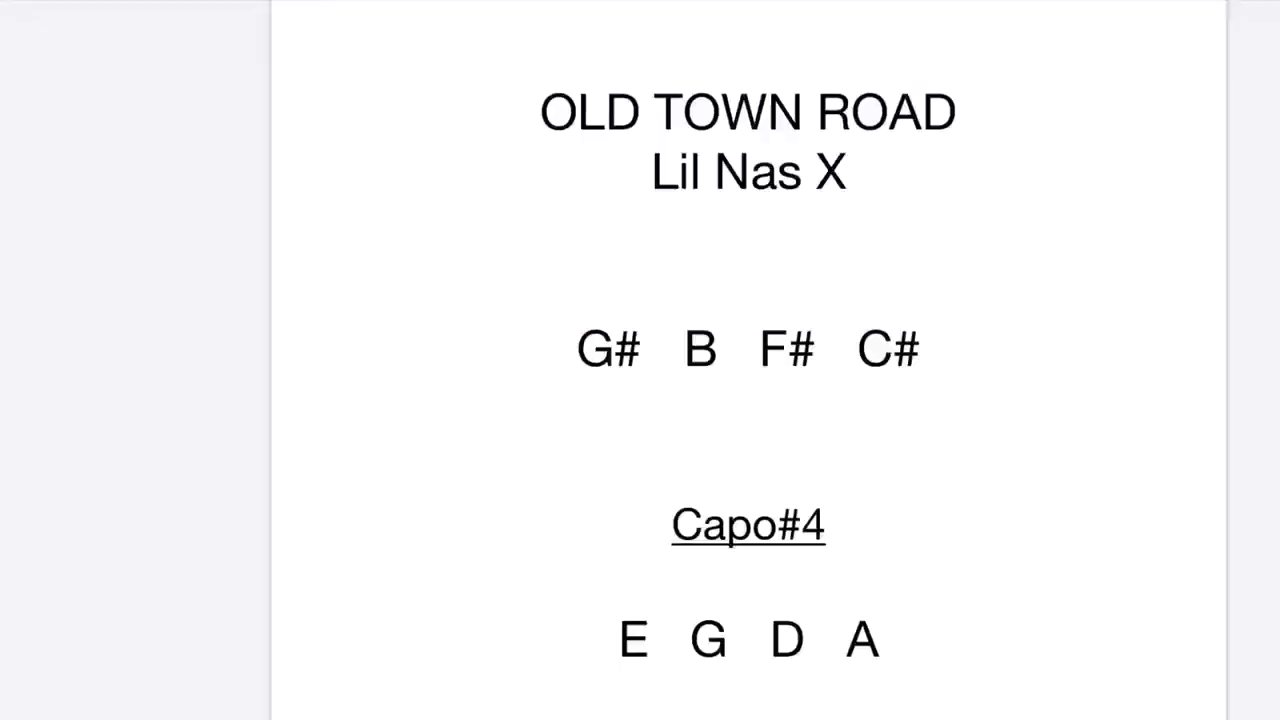 OLD TOWN ROAD
Lil Nas X
G# B F# C#
Capo#4
E G D A